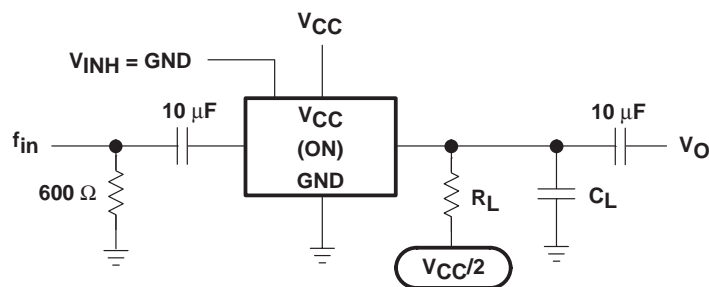 VCC
VINH = GND
10 µF
VCC
10 µF
fin
(ON)
VO
GND
600 Ω
RL
CL
VCC/2